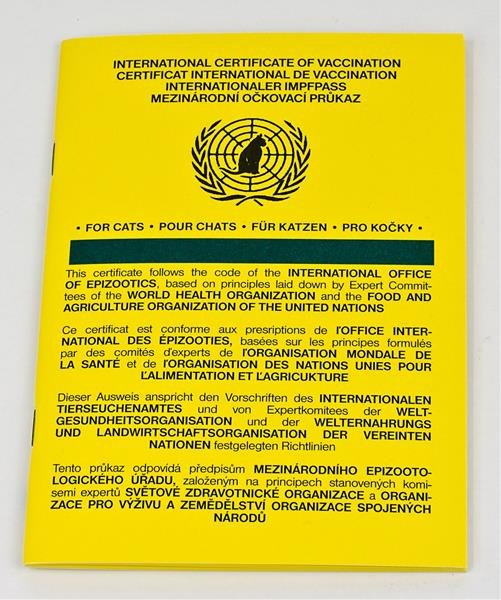 INTERNATIONAL CERTIFICATE OF VACCINATION
CERTIFICAT INTERNATIONAL DE VACCINATION
INTERNATIONALER IMPFPASS
MEZINÁRODNÍ OČKOVACÍ PRŮKAZ
• FOR CATS • POUR CHATS • FÜR KATZEN • PRO KOČKY •
This certificate follows the code of the INTERNATIONAL OFFICE
OF EPIZOOTICS, based on principles laid down by Expert Commit-
tees of the WORLD HEALTH ORGANIZATION and the FOOD AND
AGRICULTURE ORGANIZATION OF THE UNITED NATIONS
Ce certificat est conforme aux presriptions de l'OFFICE INTER-
NATIONAL DES ÉPIZOOTIES, basées sur les principes formulés
par des comités d'experts de l'ORGANISATION MONDALE DE
LA SANTÉ et de l'ORGANISATION DES NATIONS UNIES POUR
L'ALIMENTATION ET L'AGRICUKTURE
Dieser Ausweis anspricht den Vorschriften des INTERNATIONALEN
TIERSEUCHENAMTES und von Expertkomitees der WELT-
GESUNDHEITSORGANISATION und der WELTERNAHRUNGS
UND LANDWIRTSCHAFTSORGANISATION DER VEREINTEN
NATIONEN festgelegten Richtlinien
Tento průkaz odpovídá předpisům MEZINÁRODNÍHO EPIZOOTO-
LOGICKÉHO ÚŘADU, založeným na principech stanovených komi-
semi expertů SVĚTOVÉ ZDRAVOTNICKÉ ORGANIZACE a ORGANI-
ZACE PRO VÝŽIVU A ZEMĚDĚLSTVÍ ORGANIZACE SPOJENÝCH
NÁRODŮ